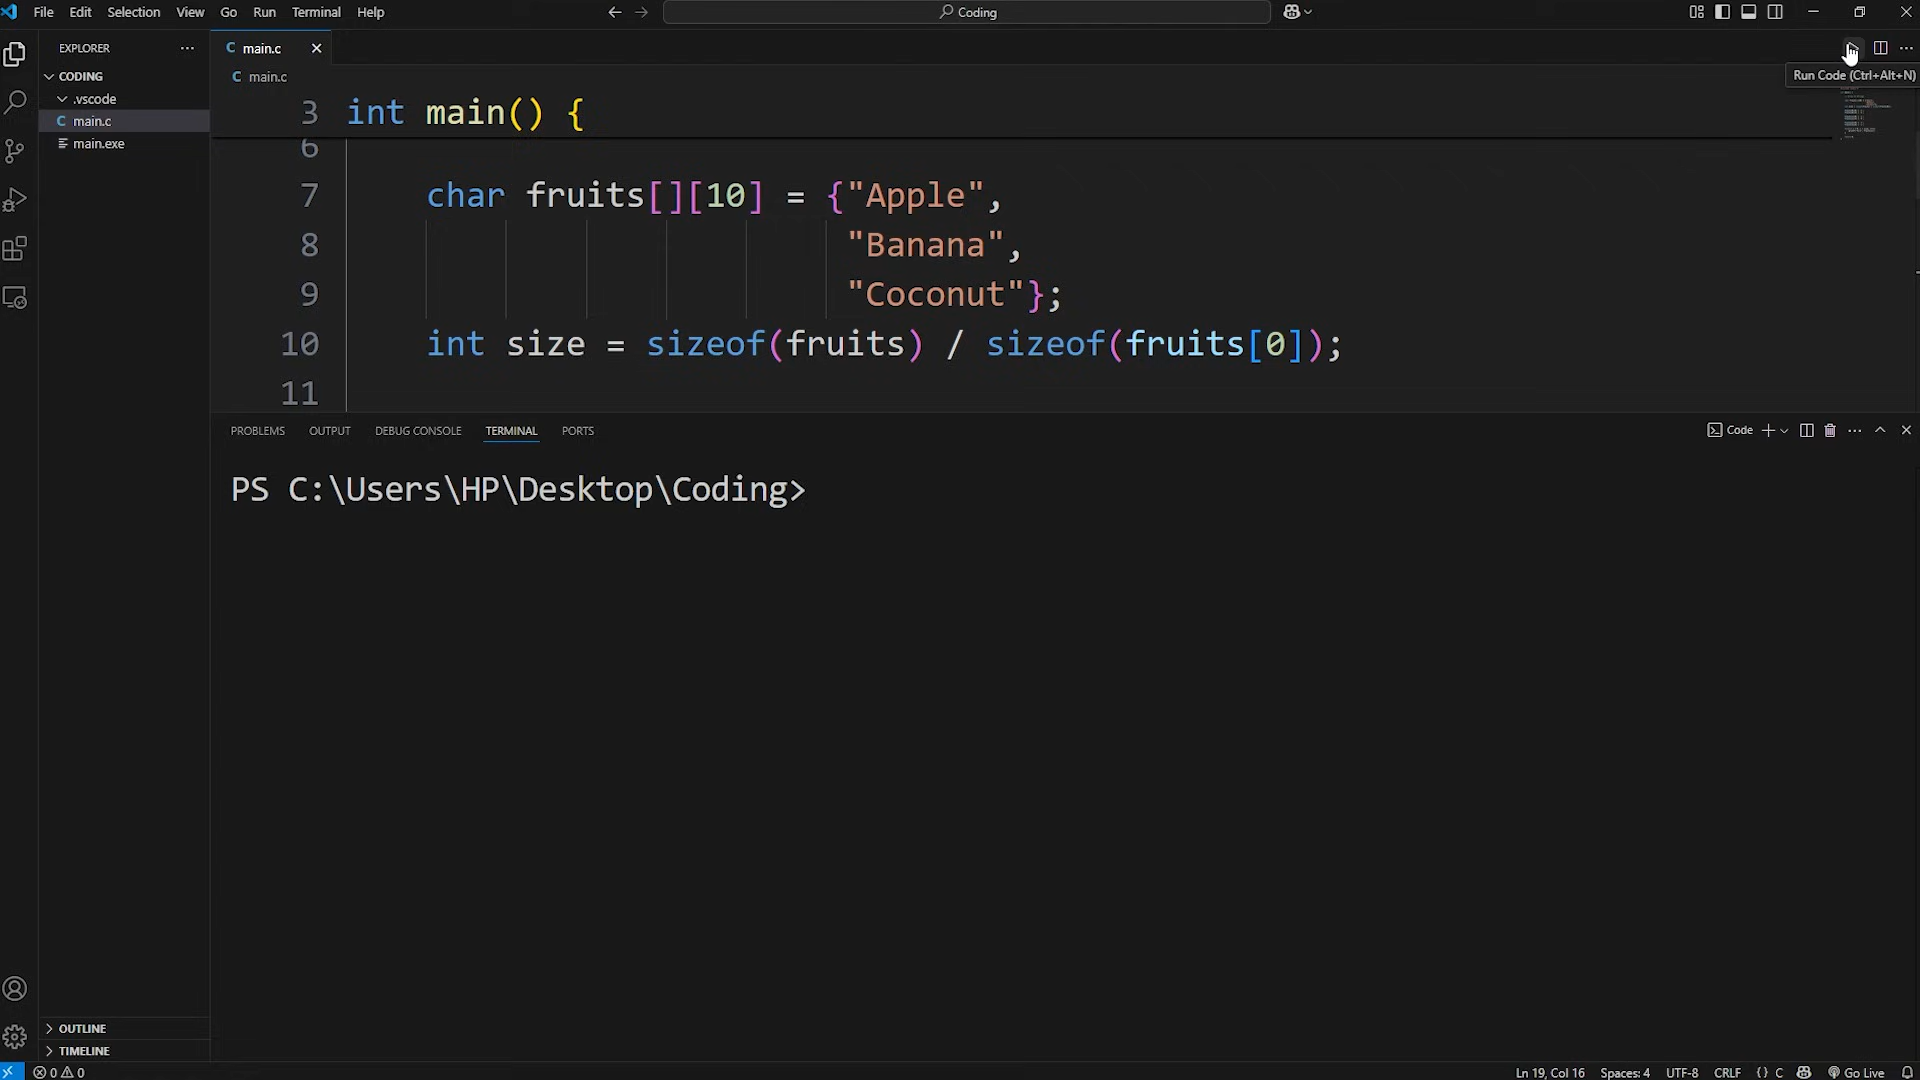 File Edit Selection View Go Run Terminal Help
Coding
EXPLORER
main.c
CODING
main.c
Run Code (Ctrl+Alt+N)
.vscode
main.c
main.exe
3 int main() {
6
7 char fruits[][10] = {"Apple",
8 "Banana",
9 "Coconut"};
10 int size = sizeof(fruits) / sizeof(fruits[0]);
11
PROBLEMS OUTPUT DEBUG CONSOLE TERMINAL PORTS
Code
PS C:\Users\HP\Desktop\Coding>
OUTLINE
TIMELINE
0 0 Ln 19, Col 16 Spaces: 4 UTF-8 CRLF {} C Go Live